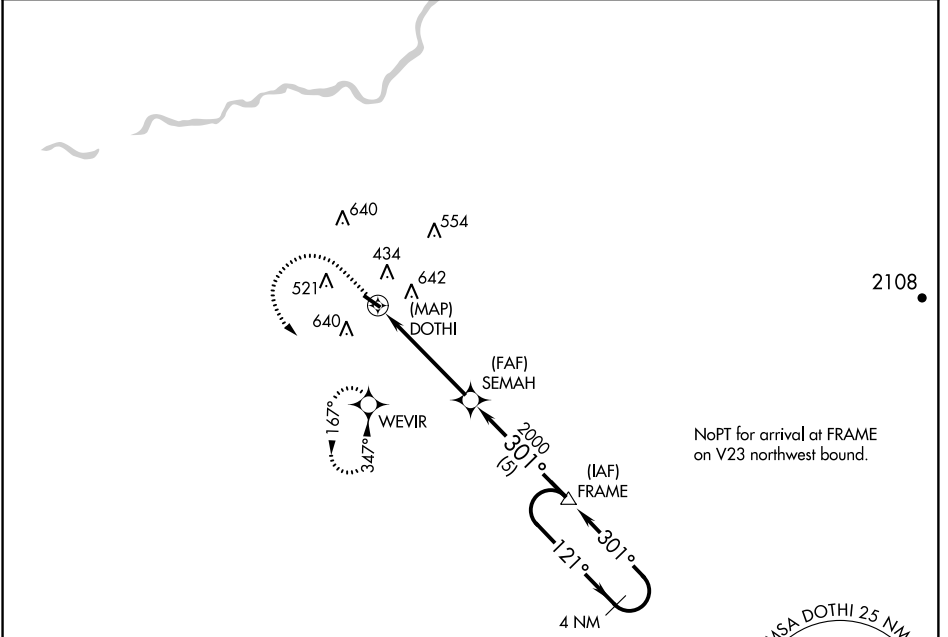 640
554
434
521
642
(MAP)
DOTHI
640
2108
(FAF)
SEMAH
WEVIR
167°
347°
2000
301°
(5)
NoPT for arrival at FRAME
on V23 northwest bound.
(IAF)
FRAME
301°
121°
4 NM
MSA DOTHI 25 NM